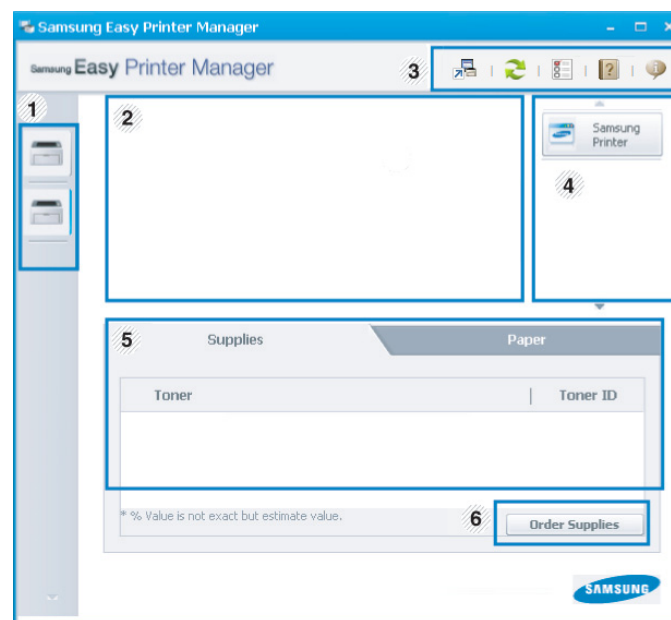 Samsung Easy Printer Manager
Samsung Easy Printer Manager
3
1
2
Samsung
Printer
4
5
Supplies
Paper
Toner
Toner ID
* % Value is not exact but estimate value.
6
Order Supplies
SAMSUNG